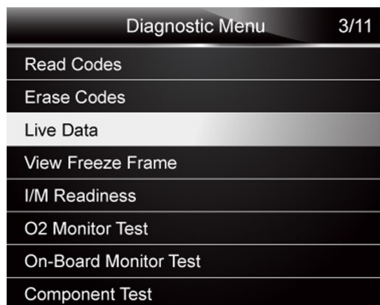 Diagnostic Menu 3/11
Read Codes
Erase Codes
Live Data
View Freeze Frame
I/M Readiness
O2 Monitor Test
On-Board Monitor Test
Component Test